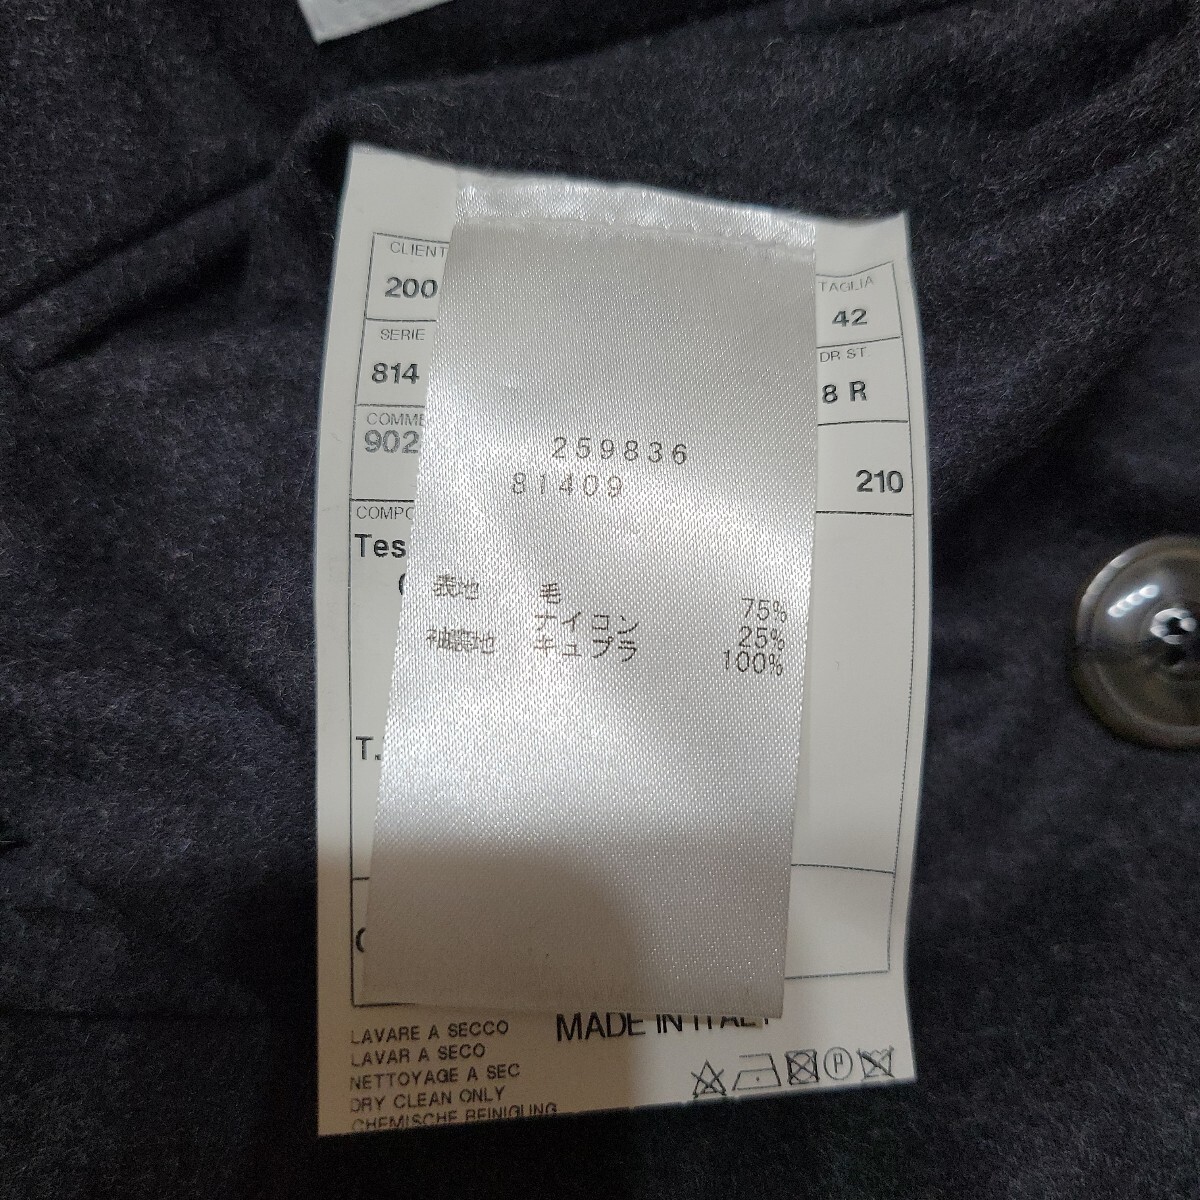 CLIENT
200
TAGLIA
42
SERIE
814
DR ST.
8 R
COMME
902
210
COMPO
Tes
(
259836
81409
表地 毛 75%
ナイロン 25%
袖裏地 キュプラ 100%
T.
MADE IN ITALY
LAVARE A SECCO
LAVAR A SECO
NETTOYAGE A SEC
DRY CLEAN ONLY
CHEMISCHE REINIGUNG
P